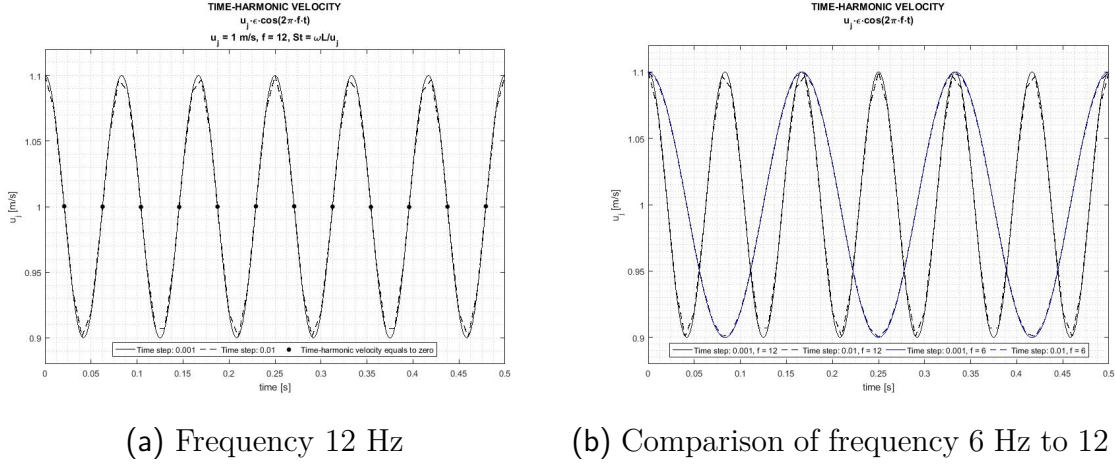 TIME-HARMONIC VELOCITY
u_j·ϵ·cos(2π·f·t)
u_j = 1 m/s, f = 12, St = ωL/u_j
1.1
1.05
1
0.95
0.9
u_j [m/s]
Time step: 0.001 Time step: 0.01 Time-harmonic velocity equals to zero
0 0.05 0.1 0.15 0.2 0.25 0.3 0.35 0.4 0.45 0.5
time [s]
(a) Frequency 12 Hz
TIME-HARMONIC VELOCITY
u_j·ϵ·cos(2π·f·t)
1.1
1.05
1
0.95
0.9
u_j [m/s]
Time step: 0.001, f = 12 Time step: 0.01, f = 12 Time step: 0.001, f = 6 Time step: 0.01, f = 6
0 0.05 0.1 0.15 0.2 0.25 0.3 0.35 0.4 0.45 0.5
time [s]
(b) Comparison of frequency 6 Hz to 12